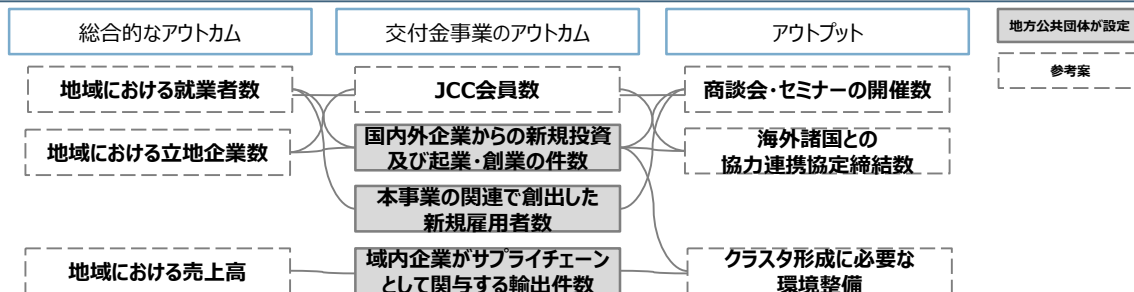 総合的なアウトカム
交付金事業のアウトカム
アウトプット
地方公共団体が設定
参考案
地域における就業者数
JCC会員数
商談会・セミナーの開催数
地域における立地企業数
国内外企業からの新規投資
及び起業・創業の件数
海外諸国との
協力連携協定締結数
本事業の関連で創出した
新規雇用者数
地域における売上高
域内企業がサプライチェーン
として関与する輸出件数
クラスタ形成に必要な
環境整備